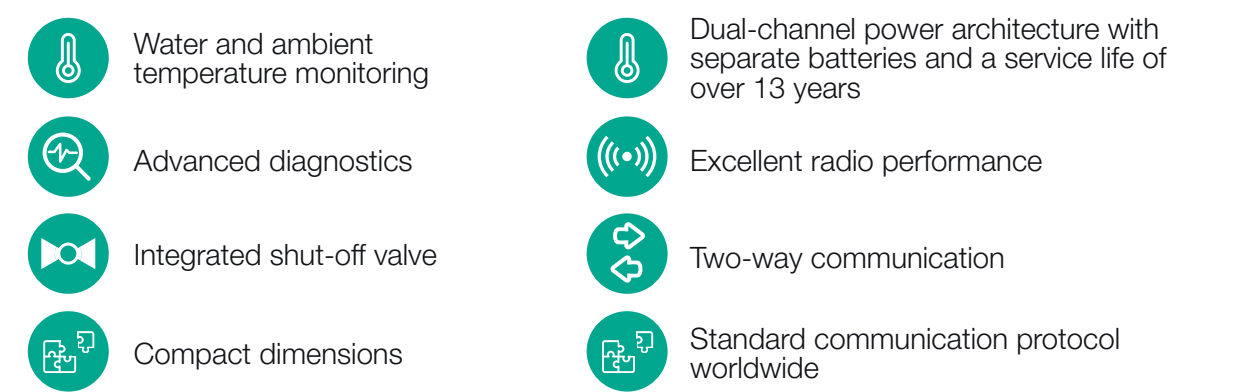 Water and ambient
temperature monitoring
Advanced diagnostics
Integrated shut-off valve
Compact dimensions
Dual-channel power architecture with
separate batteries and a service life of
over 13 years
Excellent radio performance
Two-way communication
Standard communication protocol
worldwide